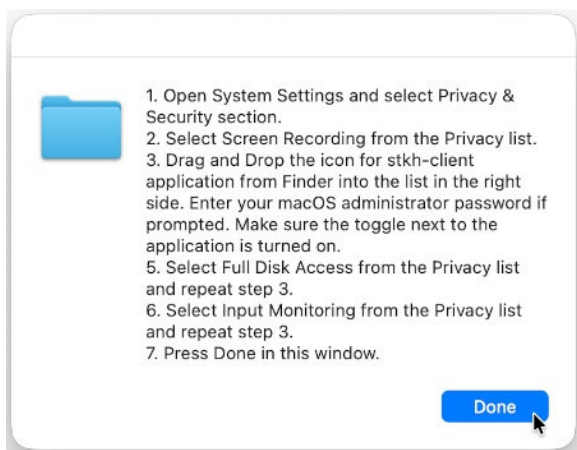 1. Open System Settings and select Privacy &
Security section.
2. Select Screen Recording from the Privacy list.
3. Drag and Drop the icon for stkh-client
application from Finder into the list in the right
side. Enter your macOS administrator password if
prompted. Make sure the toggle next to the
application is turned on.
5. Select Full Disk Access from the Privacy list
and repeat step 3.
6. Select Input Monitoring from the Privacy list
and repeat step 3.
7. Press Done in this window.
Done